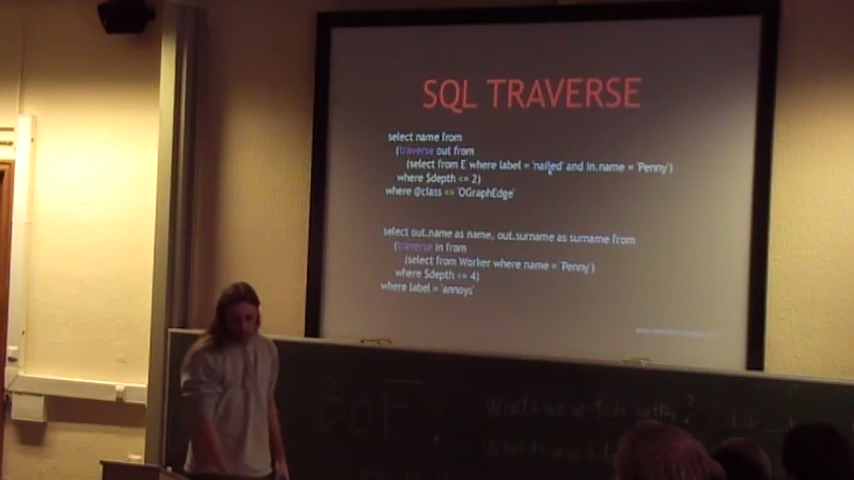 SQL TRAVERSE
select name from
(traverse out from
(select from E where label = 'nailed' and in.name = 'Penny')
where $depth <= 2)
where @class <> 'OGraphEdge'
select out.name as name, out.surname as surname from
(traverse in from
(select from Worker where name = 'Penny')
where $depth <= 4)
where label = 'annoys'
BoF